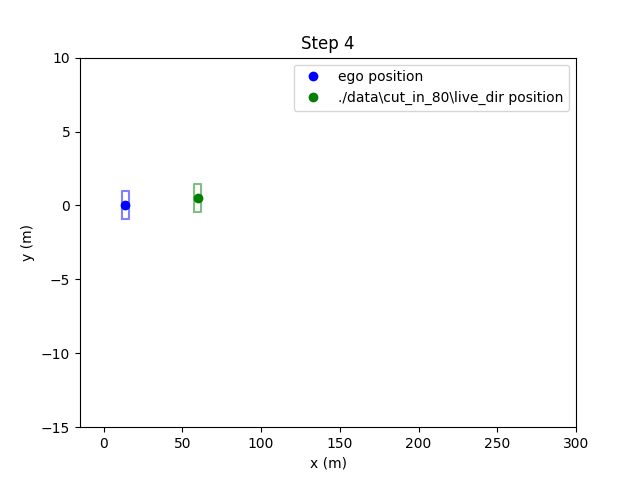 Step 4
ego position
./data\cut_in_80\live_dir position
10
5
0
−5
−10
−15
y (m)
0 50 100 150 200 250 300
x (m)